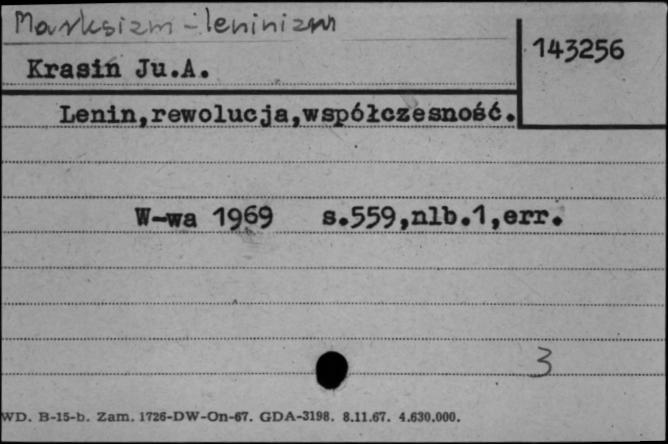 Marksizm-leninizm
143256
Krasin Ju.A.
Lenin,rewolucja,współczesność.
W-wa 1969 s.559,nlb.1,err.
3
WD. B-15-b. Zam. 1726-DW-On-67. GDA-3198. 8.11.67. 4.630.000.